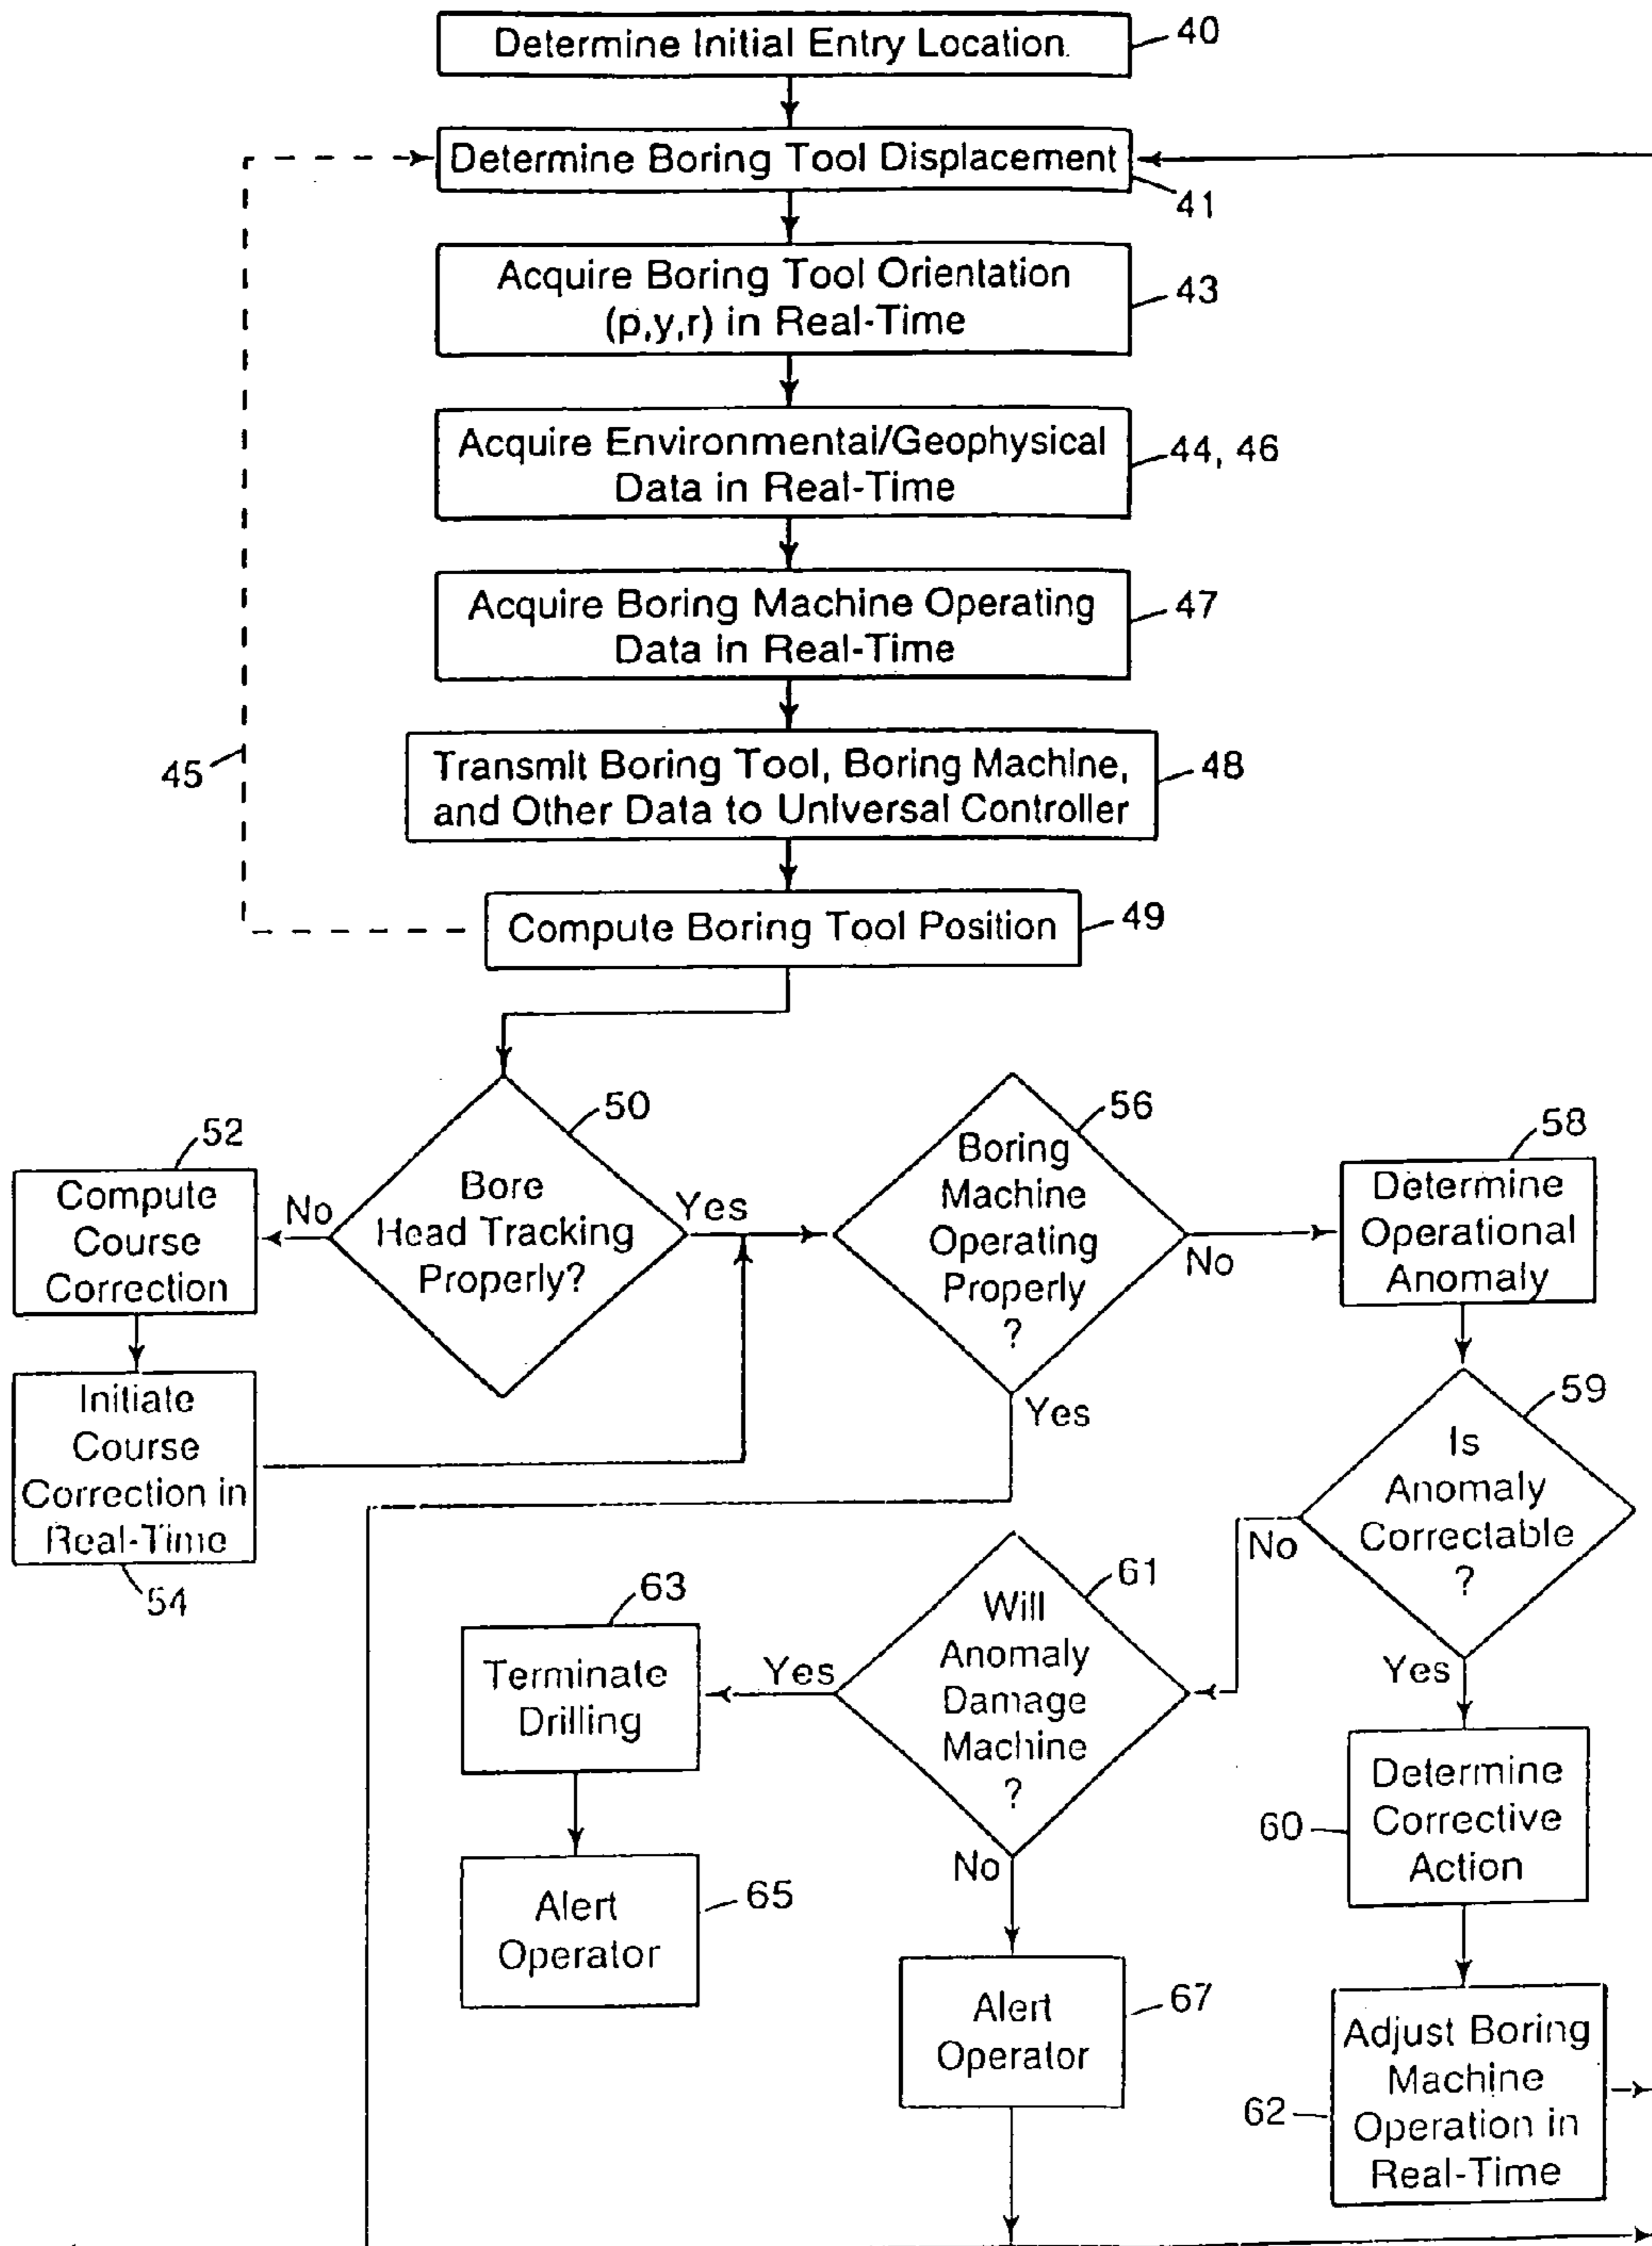 Determine Initial Entry Location.
40
Determine Boring Tool Displacement
41
Acquire Boring Tool Orientation
(p,y,r) in Real-Time
43
Acquire Environmental/Geophysical
Data in Real-Time
44, 46
Acquire Boring Machine Operating
Data in Real-Time
47
45
Transmit Boring Tool, Boring Machine,
and Other Data to Universal Controller
48
Compute Boring Tool Position
49
50
Bore
Head Tracking
Properly?
No
Yes
52
Compute
Course
Correction
Initiate
Course
Correction in
Real-Time
54
56
Boring
Machine
Operating
Properly
?
No
Yes
58
Determine
Operational
Anomaly
59
Is
Anomaly
Correctable
?
No
Yes
61
Will
Anomaly
Damage
Machine
?
Yes
No
63
Terminate
Drilling
Alert
Operator
65
Alert
Operator
67
60
Determine
Corrective
Action
62
Adjust Boring
Machine
Operation in
Real-Time